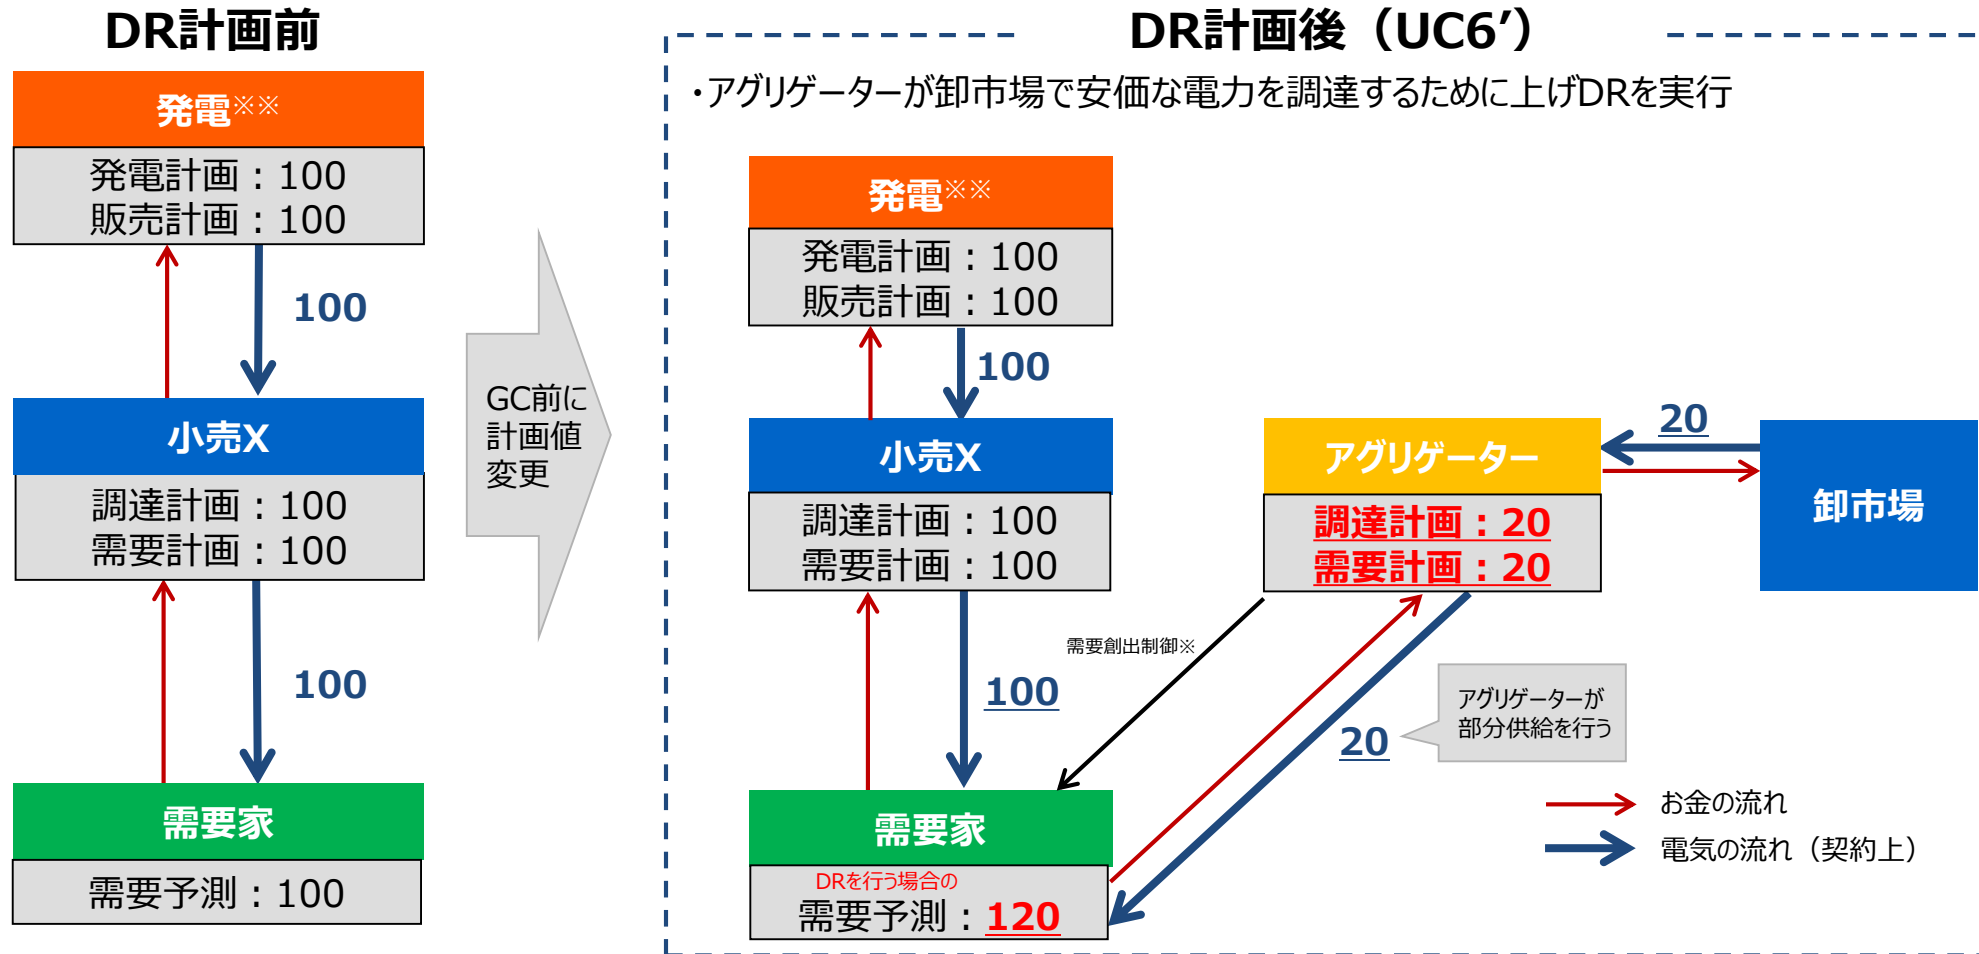 DR計画前
発電※※
発電計画：100
販売計画：100
100
小売X
調達計画：100
需要計画：100
100
需要家
需要予測：100
GC前に
計画値
変更
DR計画後（UC6’）
・アグリゲーターが卸市場で安価な電力を調達するために上げDRを実行
発電※※
発電計画：100
販売計画：100
100
小売X
調達計画：100
需要計画：100
アグリゲーター
調達計画：20
需要計画：20
20
卸市場
需要創出制御※
100
20
アグリゲーターが
部分供給を行う
需要家
DRを行う場合の
需要予測：120
お金の流れ
電気の流れ（契約上）